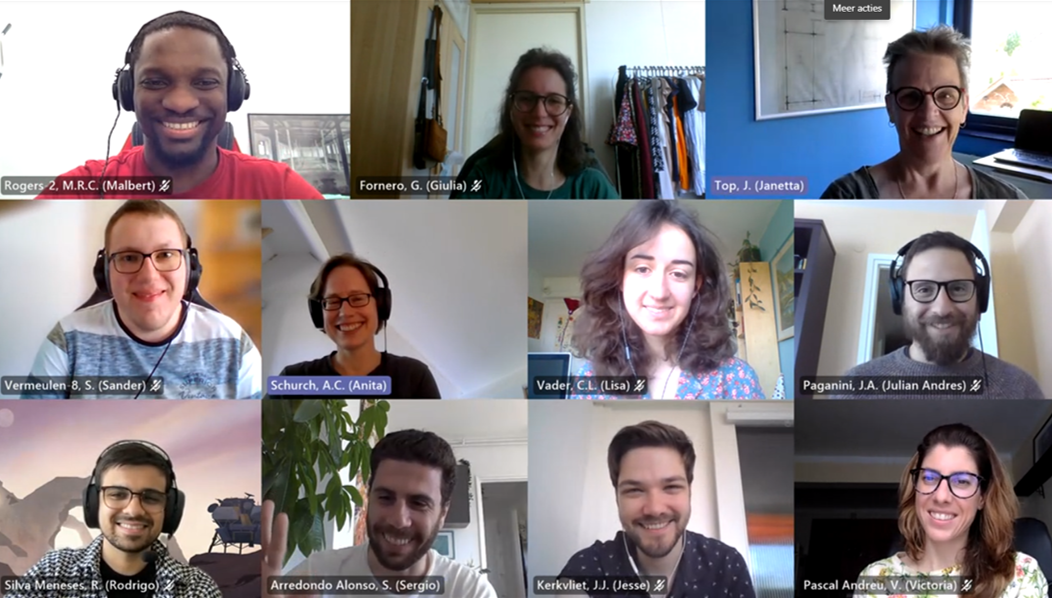 Meer acties
Rogers-2, M.R.C. (Malbert)
Fornero, G. (Giulia)
Top, J. (Janetta)
Vermeulen-8, S. (Sander)
Schurch, A.C. (Anita)
Vader, C.L. (Lisa)
Paganini, J.A. (Julian Andres)
Silva Meneses, R. (Rodrigo)
Arredondo Alonso, S. (Sergio)
Kerkvliet, J.J. (Jesse)
Pascal Andreu, V. (Victoria)